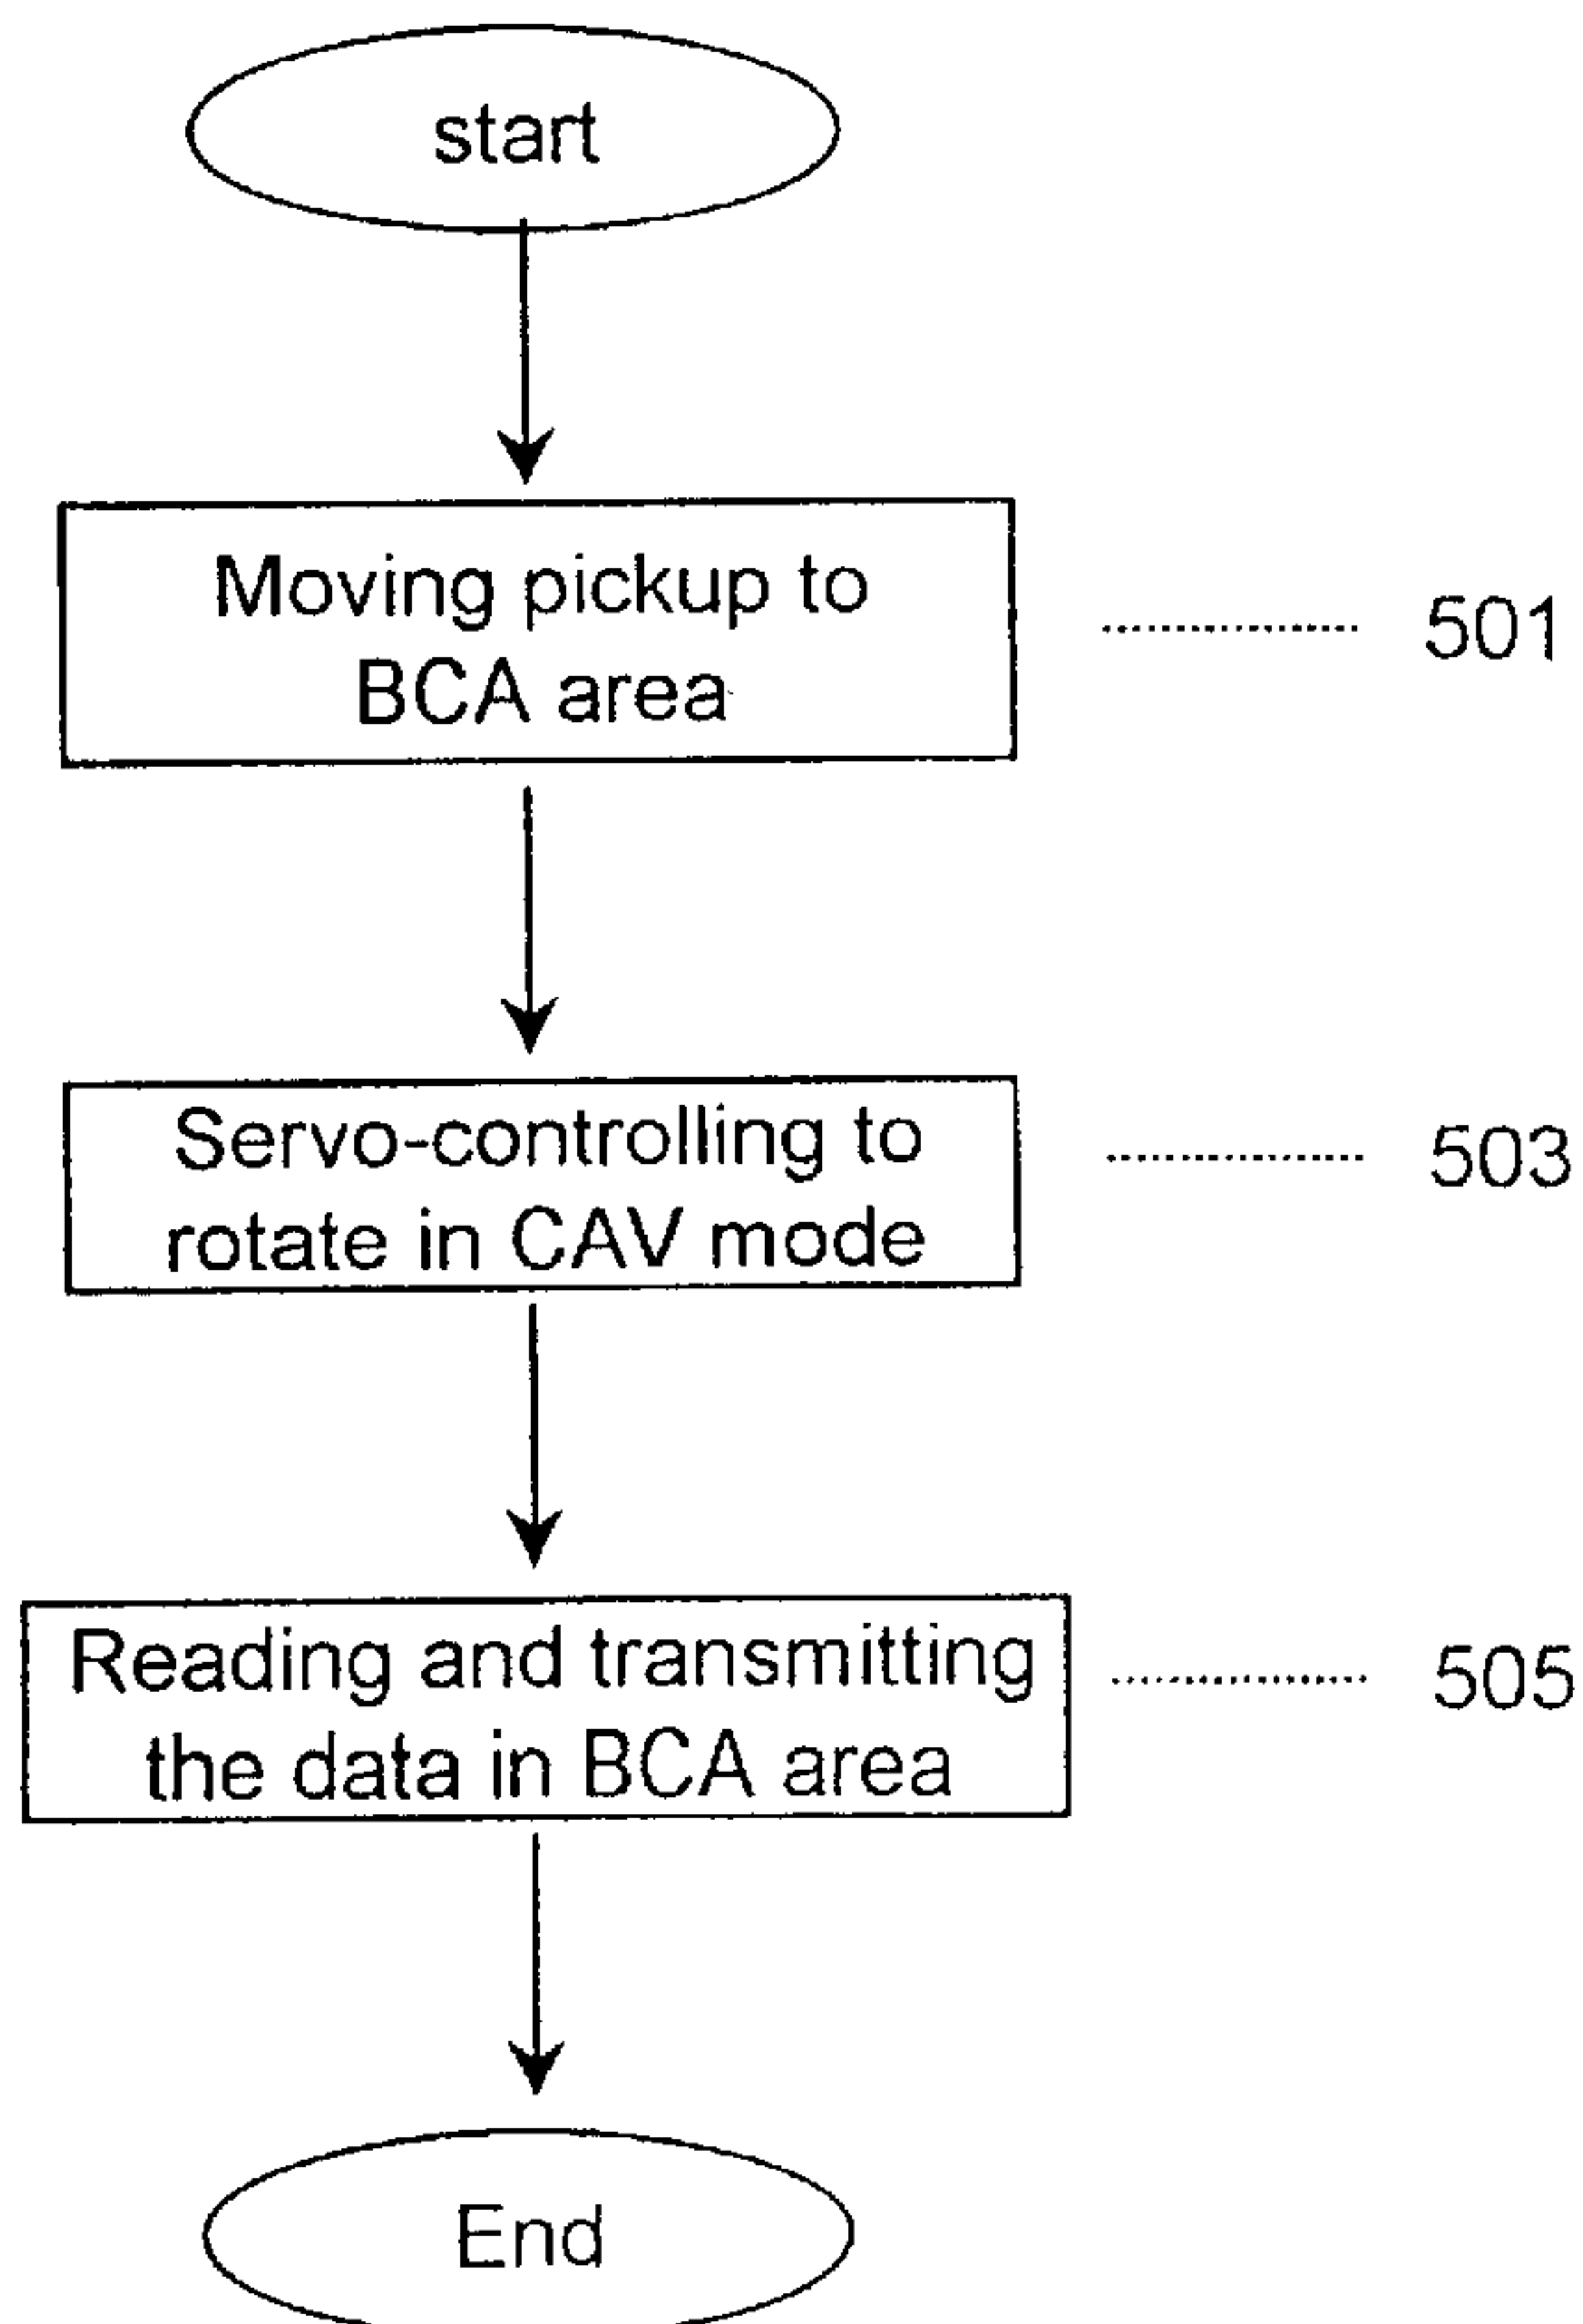 start
Moving pickup to
BCA area
501
Servo-controlling to
rotate in CAV mode
503
Reading and transmitting
the data in BCA area
505
End